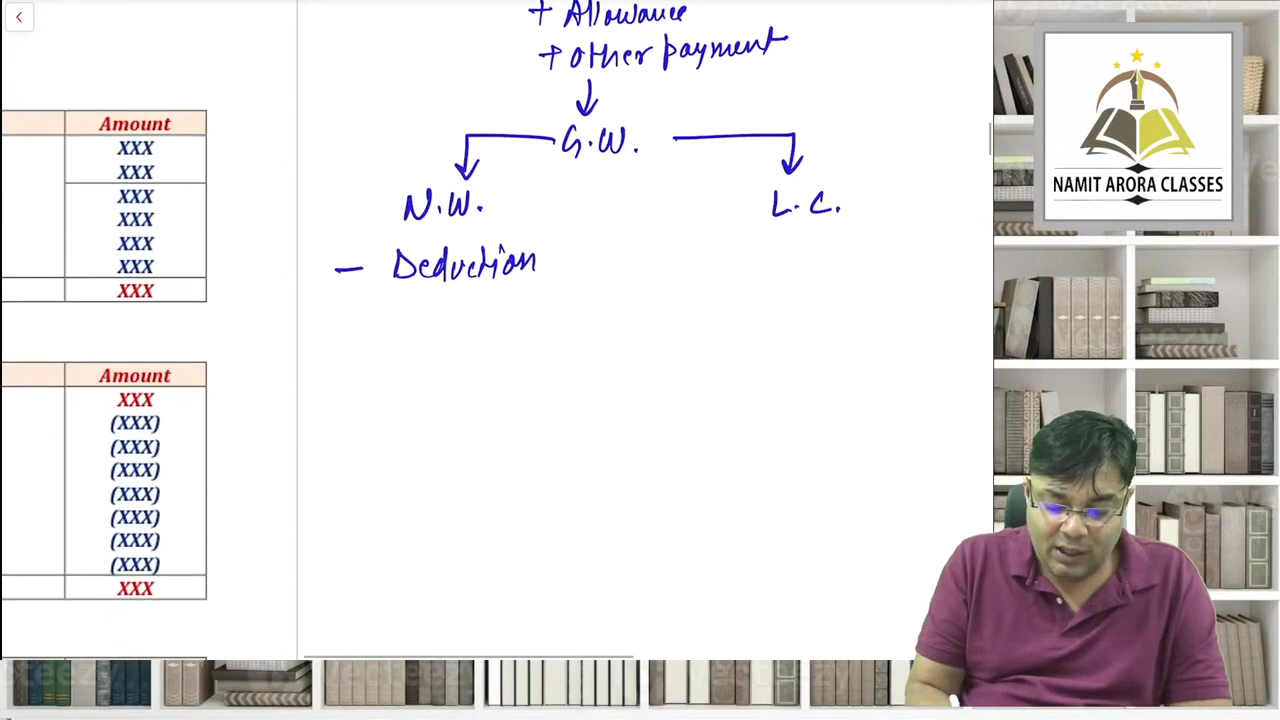 + Allowance
+ other payment
G.W.
N.W.
L.C.
— Deduction
Amount
XXX
XXX
XXX
XXX
XXX
XXX
XXX
Amount
XXX
(XXX)
(XXX)
(XXX)
(XXX)
(XXX)
(XXX)
(XXX)
XXX
NAMIT ARORA CLASSES